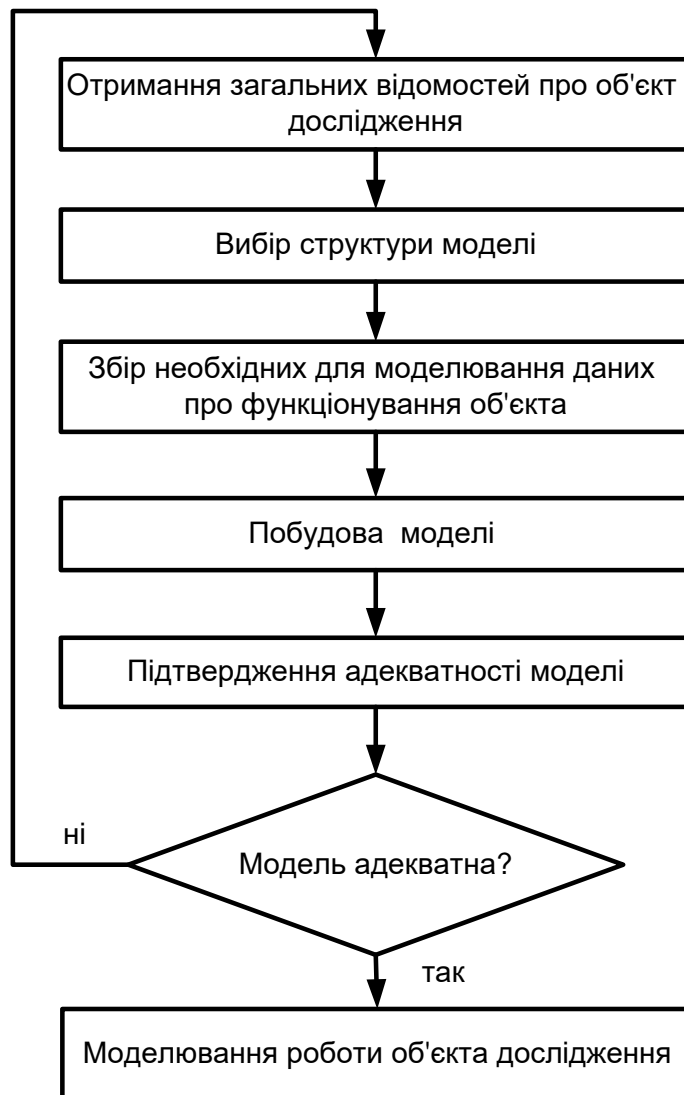 Отримання загальних відомостей про об'єкт
дослідження
Вибір структури моделі
Збір необхідних для моделювання даних
про функціонування об'єкта
Побудова моделі
Підтвердження адекватності моделі
ні
Модель адекватна?
так
Моделювання роботи об'єкта дослідження